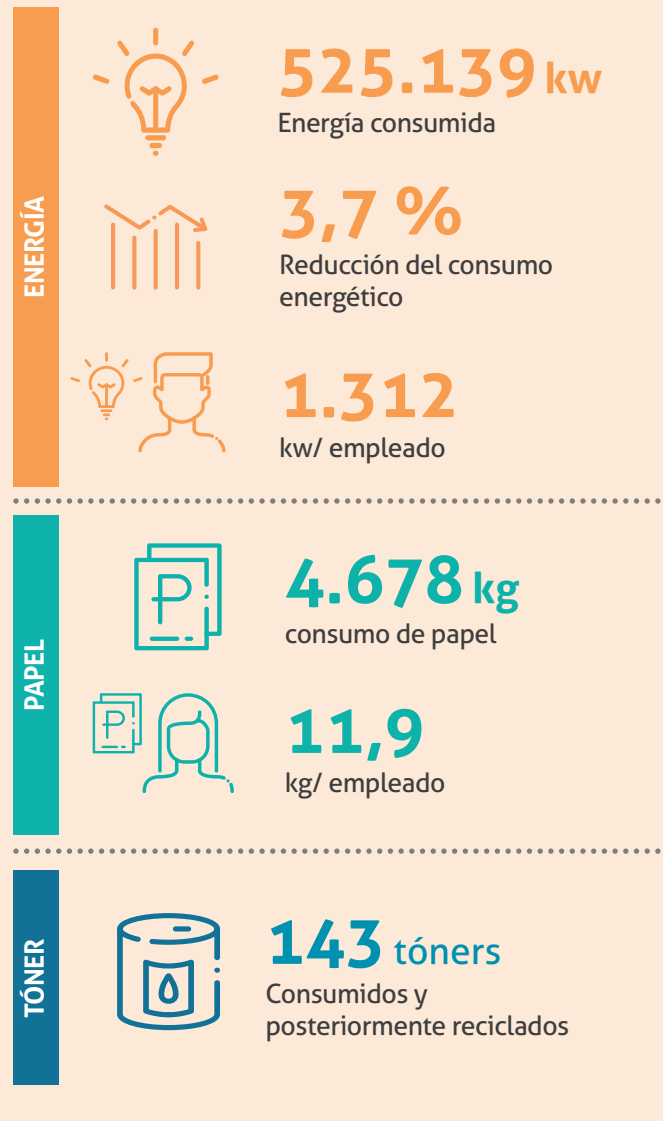 ENERGÍA
525.139 kw
Energía consumida
3,7 %
Reducción del consumo
energético
1.312
kw/ empleado
PAPEL
P
4.678 kg
consumo de papel
P
11,9
kg/ empleado
TÓNER
143 tóners
Consumidos y
posteriormente reciclados